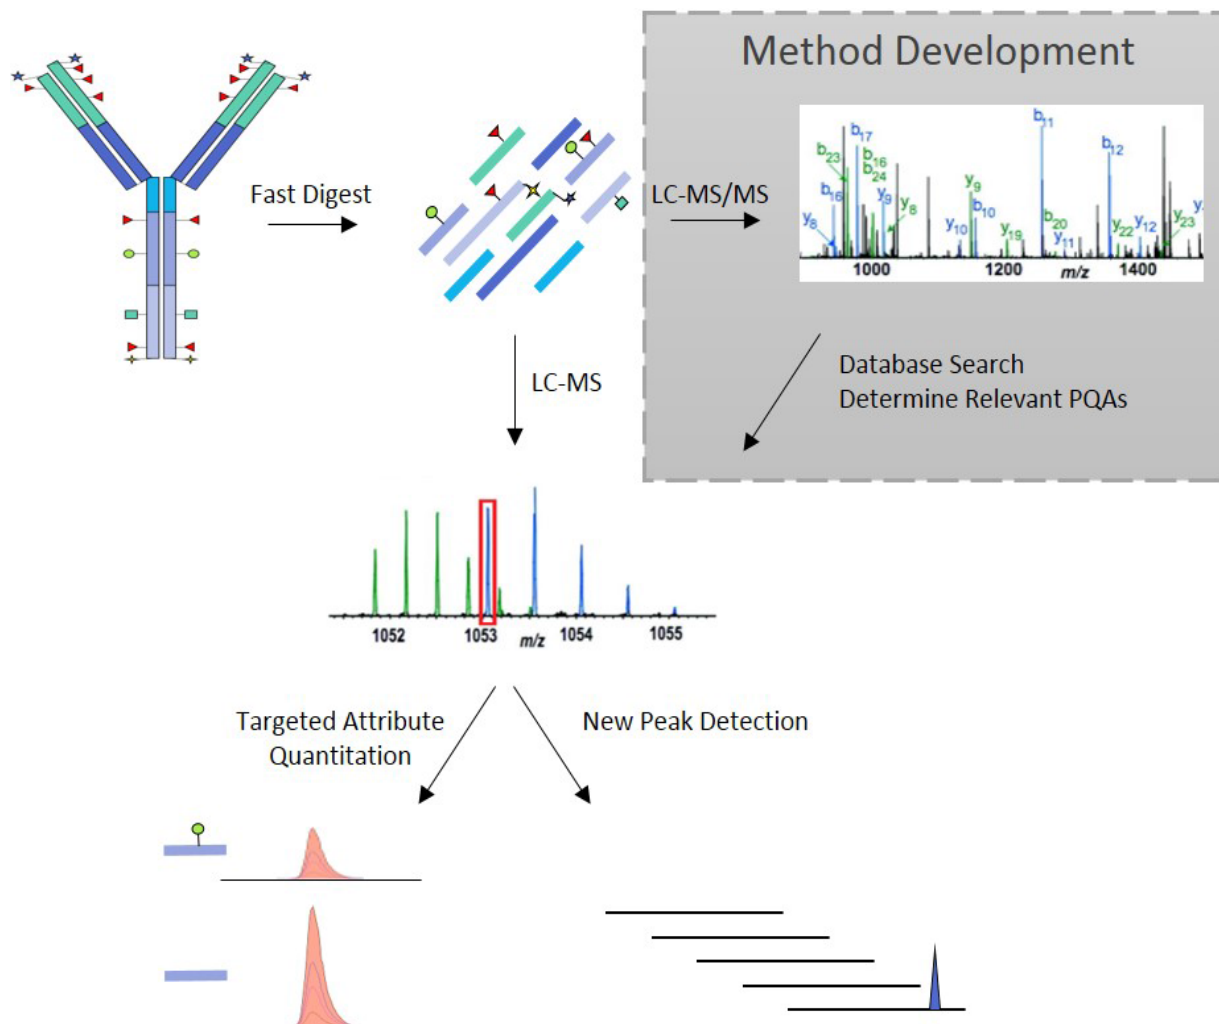 Method Development
Fast Digest
LC-MS/MS
b23
b17
b16
b16
b24
y8
y9
y8
y9
b10
y10
y19
b11
b20
y11
b12
y22
y12
y23
1000
1200
m/z
1400
Database Search
Determine Relevant PQAs
LC-MS
1052
1053
m/z
1054
1055
Targeted Attribute
Quantitation
New Peak Detection